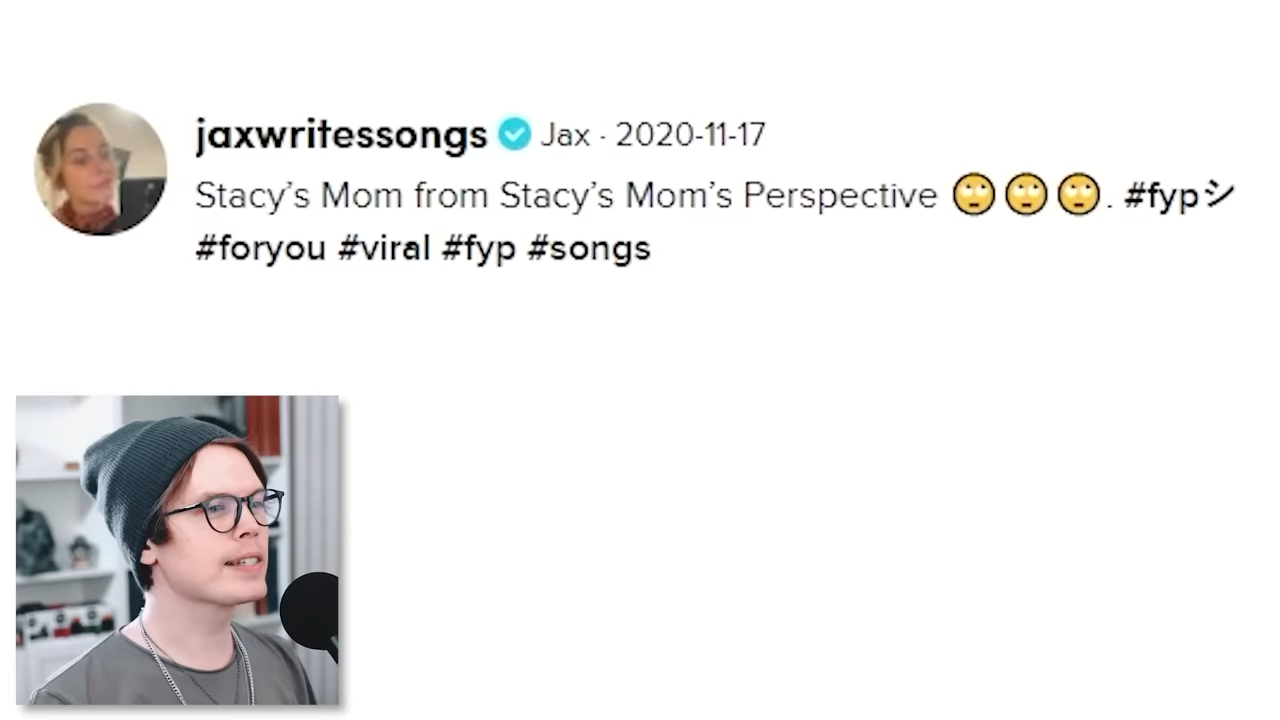 jaxwritessongs Jax · 2020-11-17
Stacy’s Mom from Stacy’s Mom’s Perspective 🙄🙄🙄. #fypシ
#foryou #viral #fyp #songs